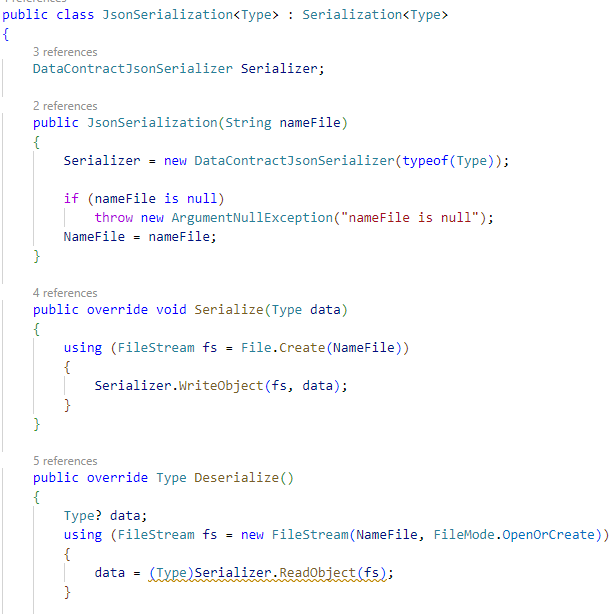 public class JsonSerialization<Type> : Serialization<Type>
{
3 references
DataContractJsonSerializer Serializer;
2 references
public JsonSerialization(String nameFile)
{
Serializer = new DataContractJsonSerializer(typeof(Type));
if (nameFile is null)
throw new ArgumentNullException("nameFile is null");
NameFile = nameFile;
}
4 references
public override void Serialize(Type data)
{
using (FileStream fs = File.Create(NameFile))
{
Serializer.WriteObject(fs, data);
}
}
5 references
public override Type Deserialize()
{
Type? data;
using (FileStream fs = new FileStream(NameFile, FileMode.OpenOrCreate))
{
data = (Type)Serializer.ReadObject(fs);
}